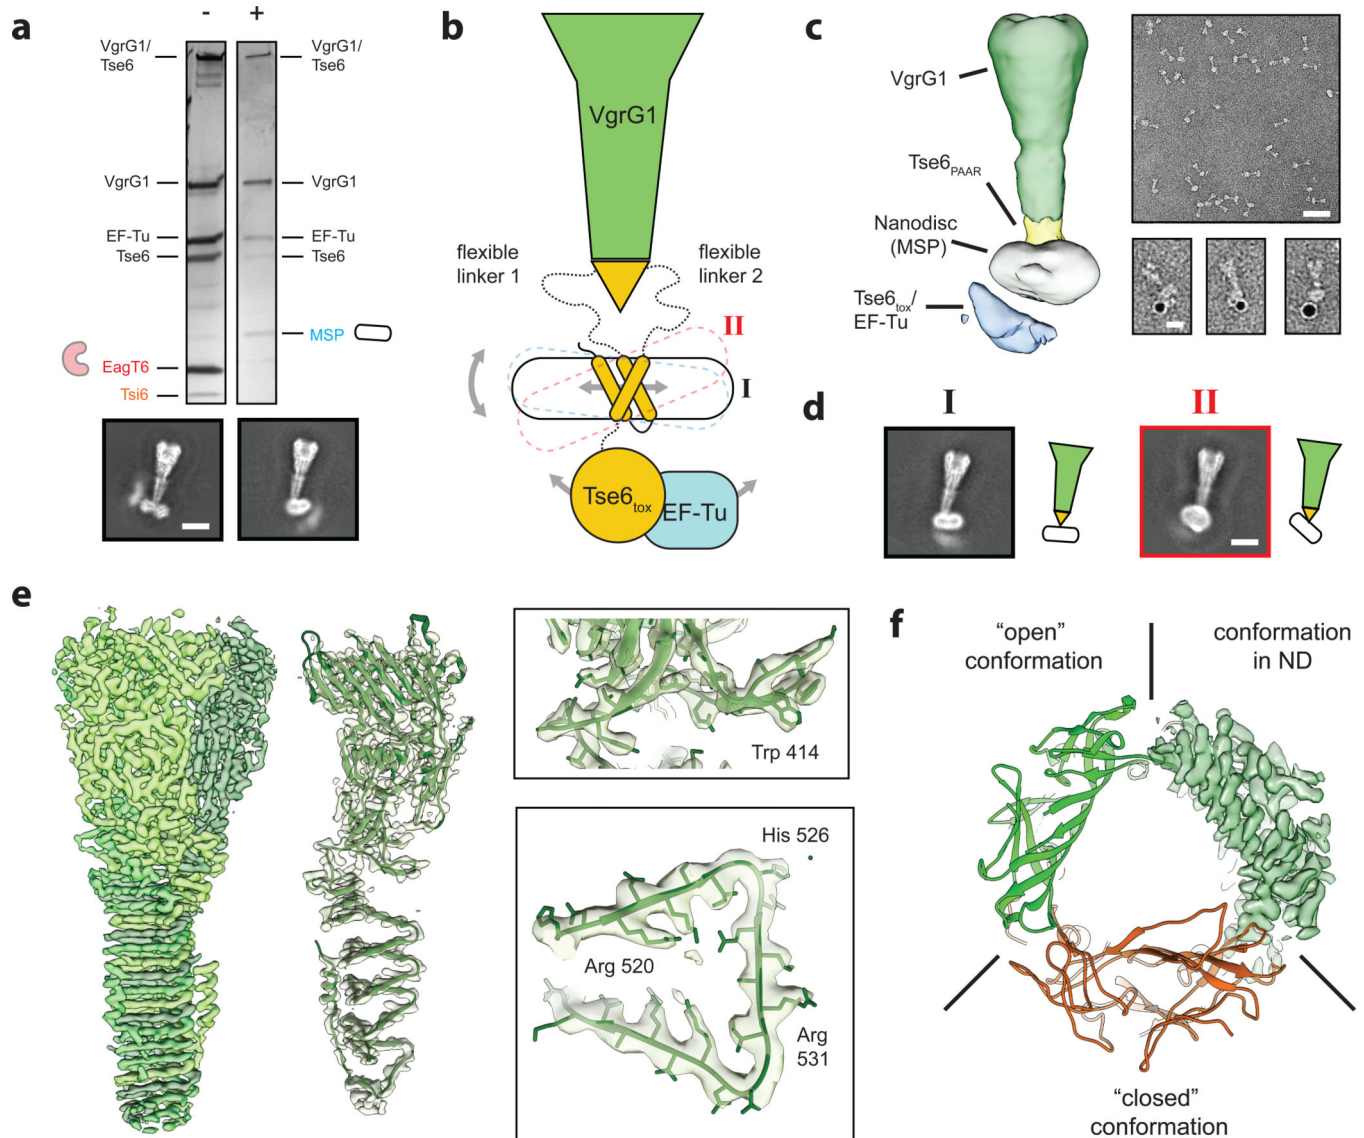 a
- +
VgrG1/
Tse6
VgrG1/
Tse6
VgrG1
VgrG1
EF-Tu
EF-Tu
Tse6
Tse6
MSP
EagT6
Tsi6
b
VgrG1
flexible
linker 1
flexible
linker 2
II
I
Tse6tox
EF-Tu
c
VgrG1
Tse6PAAR
Nanodisc
(MSP)
Tse6tox/
EF-Tu
d
I
II
e
Trp 414
His 526
Arg 520
Arg
531
f
“open”
conformation
conformation
in ND
“closed”
conformation